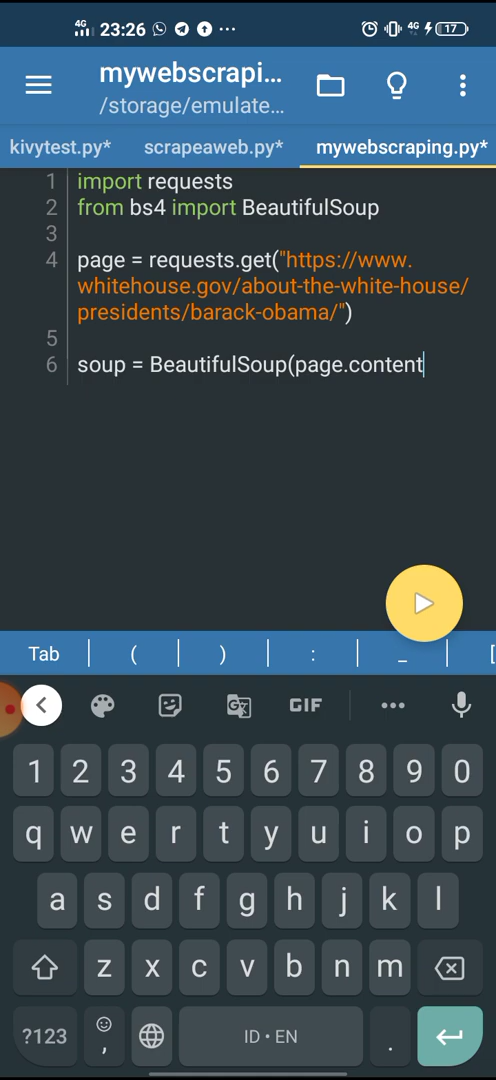 4G 23:26 ... 4G 17
mywebscrapi...
/storage/emulate...
kivytest.py* scrapeaweb.py* mywebscraping.py*
1 import requests
2 from bs4 import BeautifulSoup
3
4 page = requests.get("https://www.
whitehouse.gov/about-the-white-house/
presidents/barack-obama/")
5
6 soup = BeautifulSoup(page.content
Tab ( ) : _ [
GIF
1 2 3 4 5 6 7 8 9 0
q w e r t y u i o p
a s d f g h j k l
z x c v b n m
?123 , ID • EN .